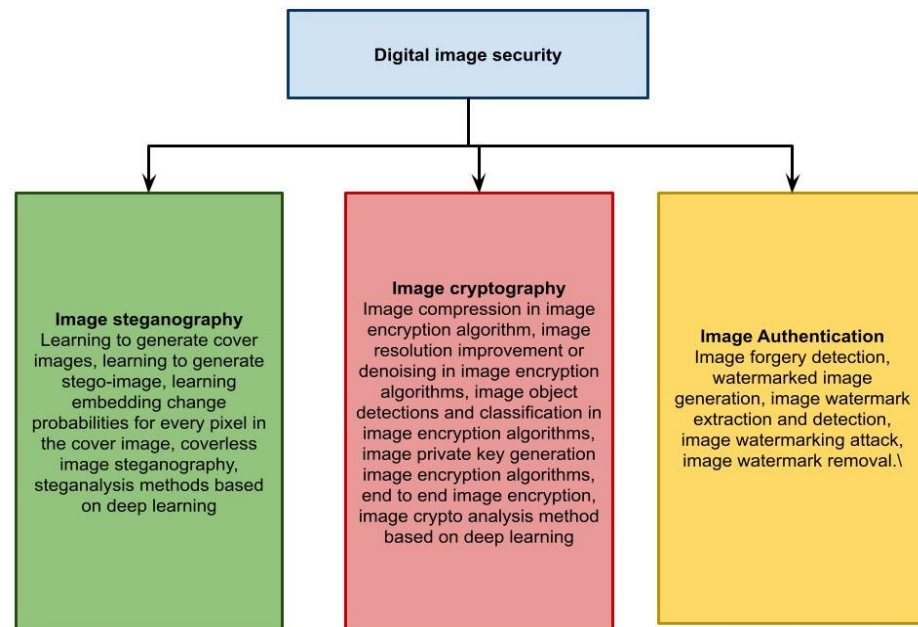 Digital image security
Image steganography
Learning to generate cover
images, learning to generate
stego-image, learning
embedding change
probabilities for every pixel in
the cover image, coverless
image steganography,
steganalysis methods based
on deep learning
Image cryptography
Image compression in image
encryption algorithm, image
resolution improvement or
denoising in image encryption
algorithms, image object
detections and classification in
image encryption algorithms,
image private key generation
image encryption algorithms,
end to end image encryption,
image crypto analysis method
based on deep learning
Image Authentication
Image forgery detection,
watermarked image
generation, image watermark
extraction and detection,
image watermarking attack,
image watermark removal.\